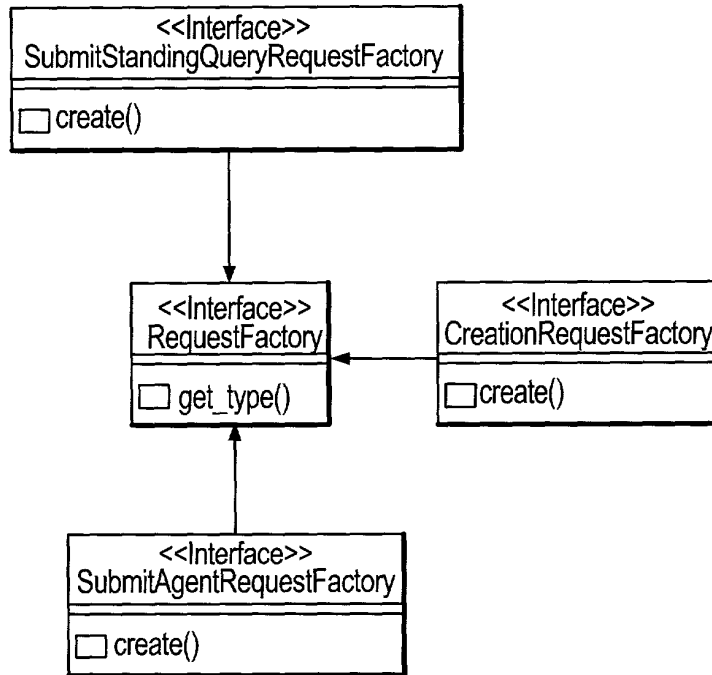 <<Interface>>
SubmitStandingQueryRequestFactory
create()
<<Interface>>
RequestFactory
get_type()
<<Interface>>
CreationRequestFactory
create()
<<Interface>>
SubmitAgentRequestFactory
create()